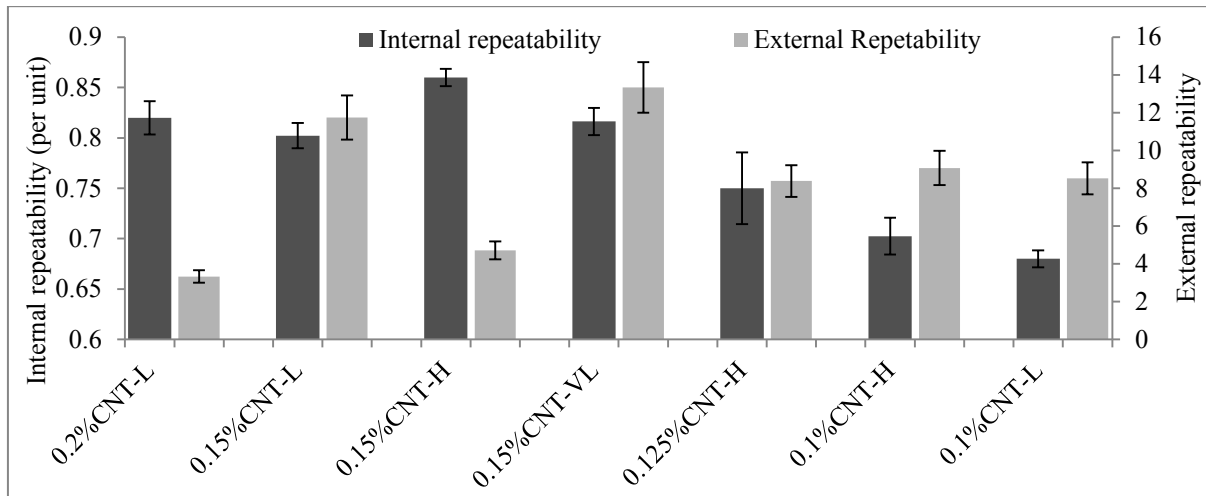 Internal repeatability
External Repetability
Internal repeatability (per unit)
0.9
0.85
0.8
0.75
0.7
0.65
0.6
16
14
12
10
8
6
4
2
0
External repeatability
0.2%CNT-L
0.15%CNT-L
0.15%CNT-H
0.15%CNT-VL
0.125%CNT-H
0.1%CNT-H
0.1%CNT-L